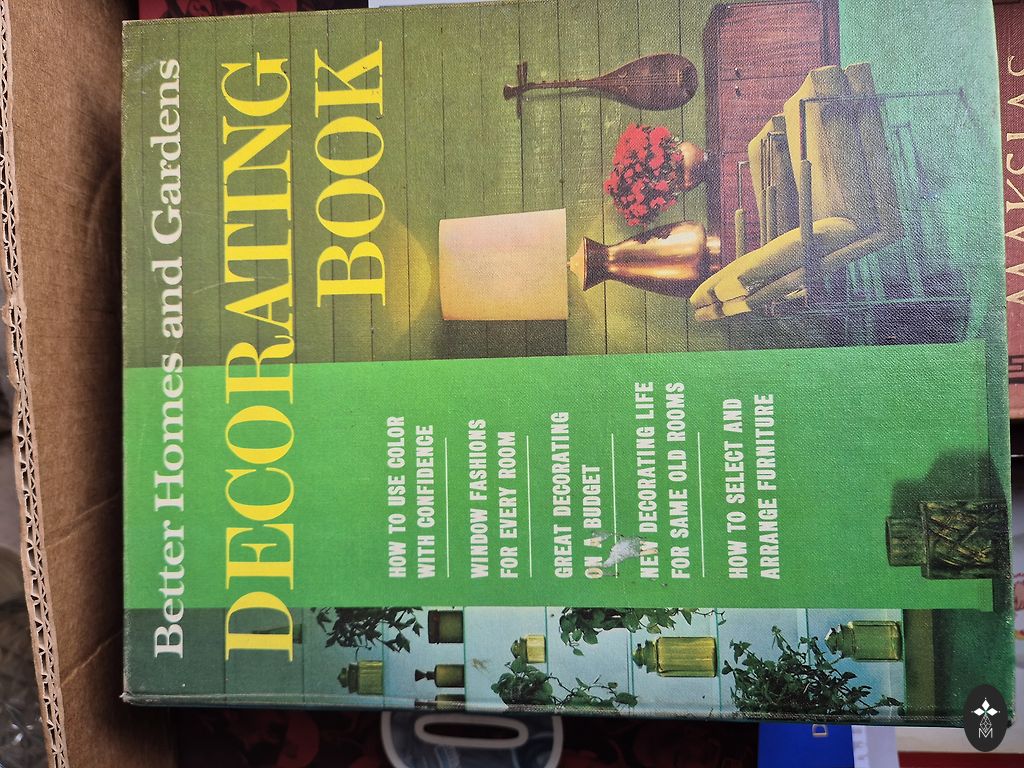 Better Homes and Gardens
DECORATING
BOOK
HOW TO USE COLOR
WITH CONFIDENCE
WINDOW FASHIONS
FOR EVERY ROOM
GREAT DECORATING
ON A BUDGET
NEW DECORATING LIFE
FOR SAME OLD ROOMS
HOW TO SELECT AND
ARRANGE FURNITURE